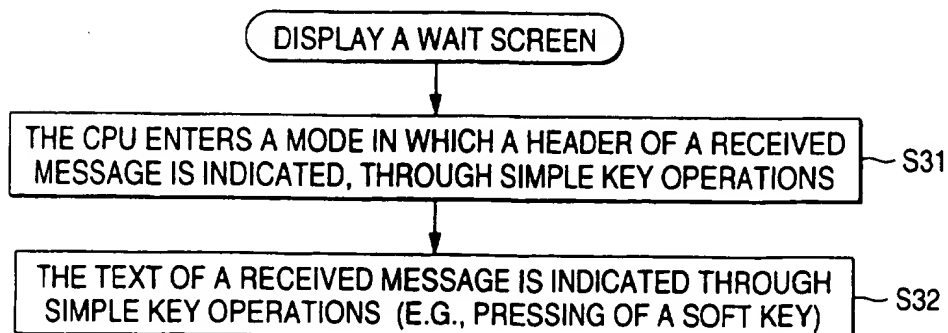 DISPLAY A WAIT SCREEN
THE CPU ENTERS A MODE IN WHICH A HEADER OF A RECEIVED
MESSAGE IS INDICATED, THROUGH SIMPLE KEY OPERATIONS
S31
THE TEXT OF A RECEIVED MESSAGE IS INDICATED THROUGH
SIMPLE KEY OPERATIONS (E.G., PRESSING OF A SOFT KEY)
S32